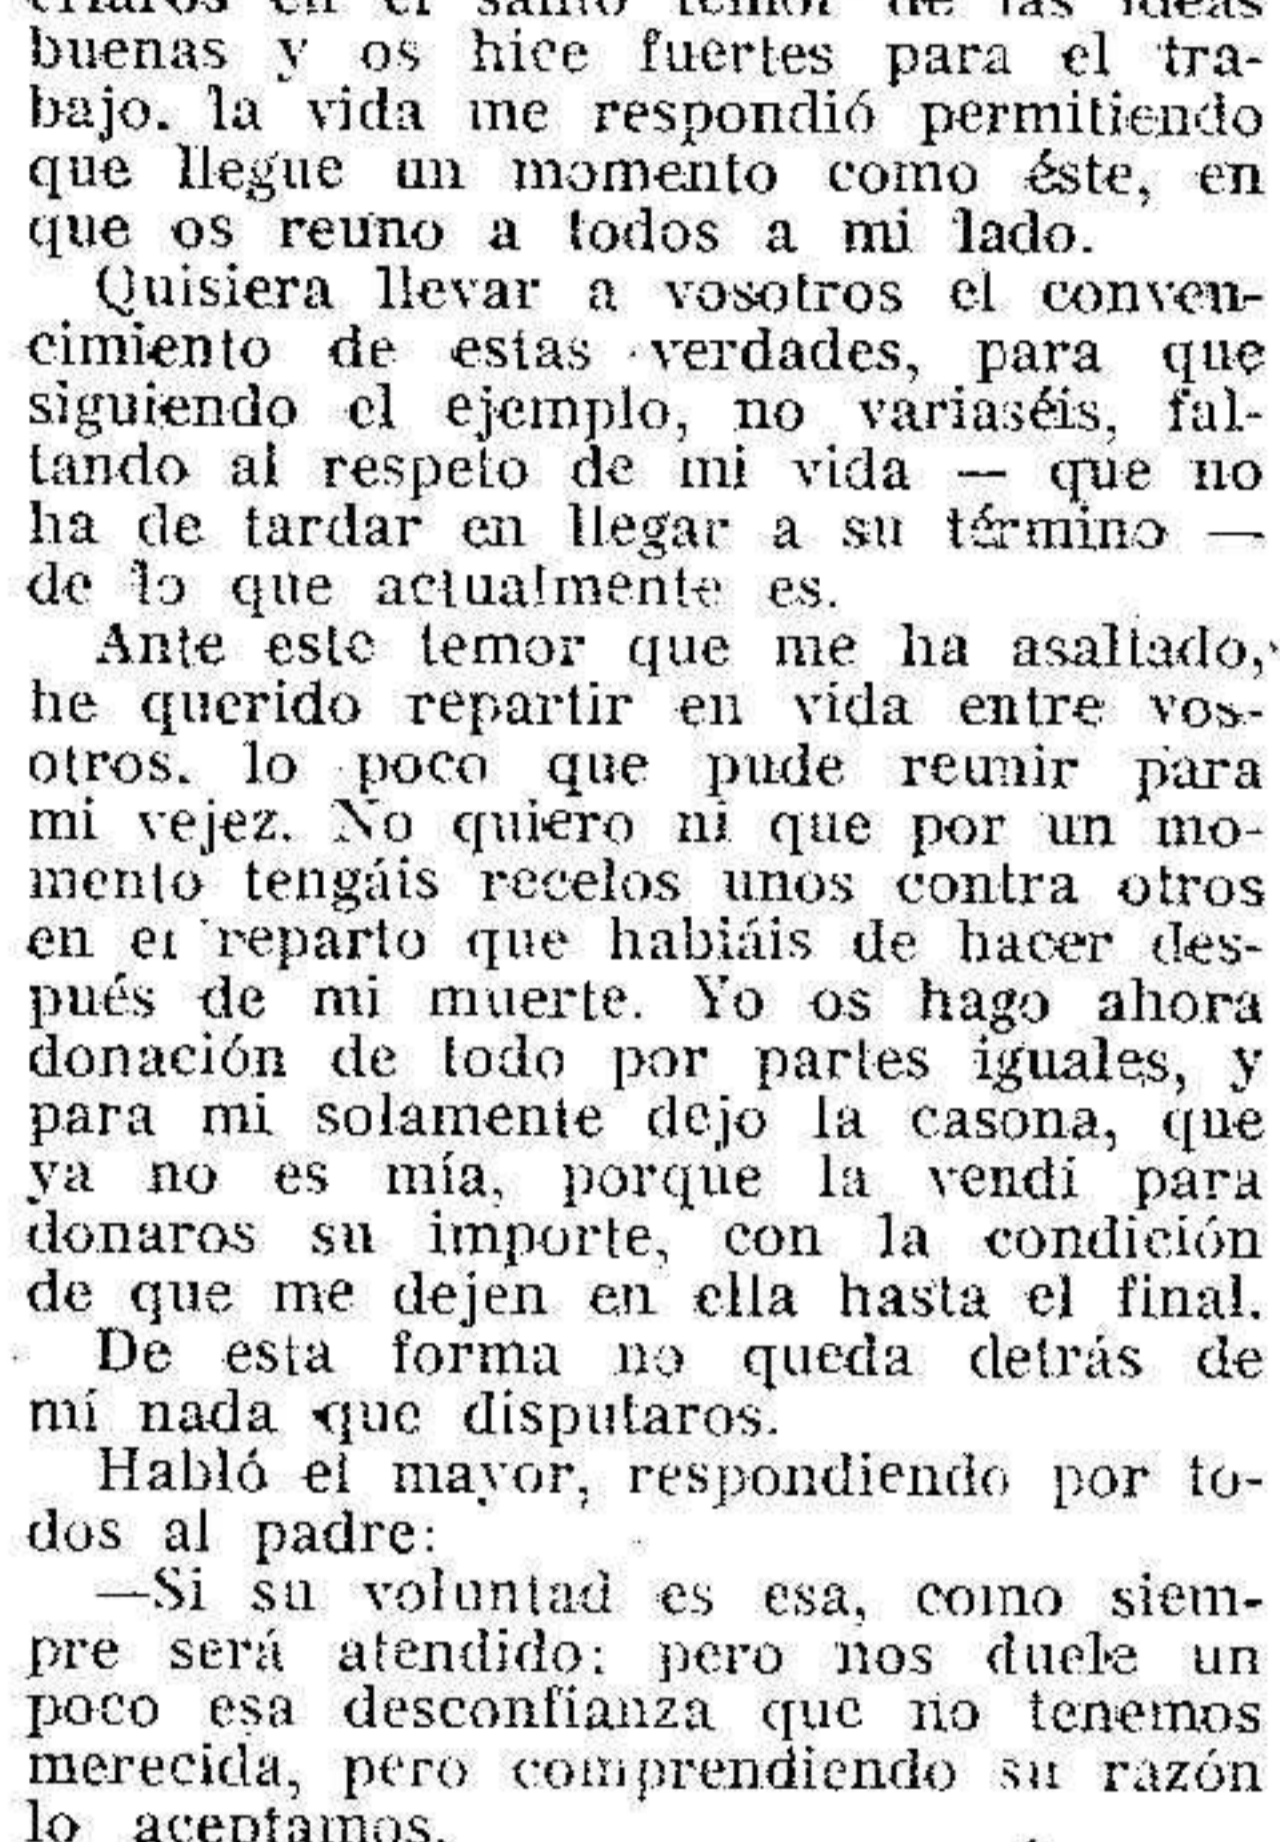 criaros en el santo temor de las ideas
buenas y os hice fuertes para el tra-
bajo. la vida me respondió permitiendo
que llegue un momento como éste, en
que os reuno a todos a mi lado.
Quisiera llevar a vosotros el conven-
cimiento de estas verdades, para que
siguiendo el ejemplo, no variaséis, fal-
tando al respeto de mi vida — que no
ha de tardar en llegar a su término —
de lo que actualmente es.
Ante este temor que me ha asaltado,
he querido repartir en vida entre vos-
otros. lo poco que pude reunir para
mi vejez. No quiero ni que por un mo-
mento tengáis recelos unos contra otros
en el reparto que habiáis de hacer des-
pués de mi muerte. Yo os hago ahora
donación de todo por partes iguales, y
para mi solamente dejo la casona, que
ya no es mía, porque la vendi para
donaros su importe, con la condición
de que me dejen en ella hasta el final.
De esta forma no queda detrás de
mí nada que disputaros.
Habló el mayor, respondiendo por to-
dos al padre:
—Si su voluntad es esa, como siem-
pre será atendido; pero nos duele un
poco esa desconfianza que no tenemos
merecida, pero comprendiendo su razón
lo aceptamos.